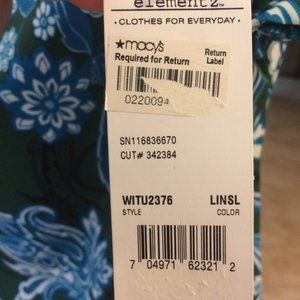 element2™
· CLOTHES FOR EVERYDAY ·
★macy's
Required for Return
Return
Label
0220094
SN116836670
CUT# 342384
WITU2376 LINSL
STYLE COLOR
7 04971 62321 2